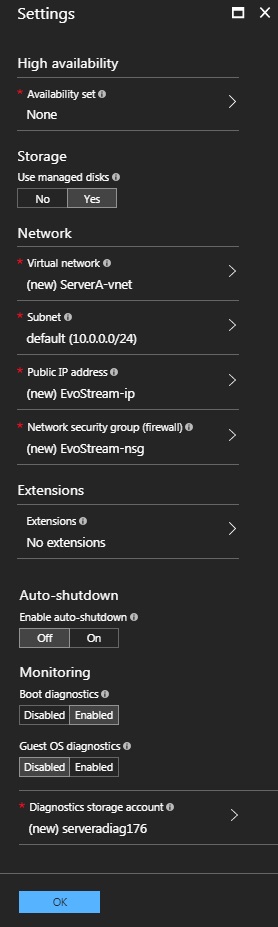 Settings
High availability
* Availability set
None
Storage
Use managed disks
No Yes
Network
* Virtual network
(new) ServerA-vnet
* Subnet
default (10.0.0.0/24)
* Public IP address
(new) EvoStream-ip
* Network security group (firewall)
(new) EvoStream-nsg
Extensions
Extensions
No extensions
Auto-shutdown
Enable auto-shutdown
Off On
Monitoring
Boot diagnostics
Disabled Enabled
Guest OS diagnostics
Disabled Enabled
* Diagnostics storage account
(new) serveradiag176
OK